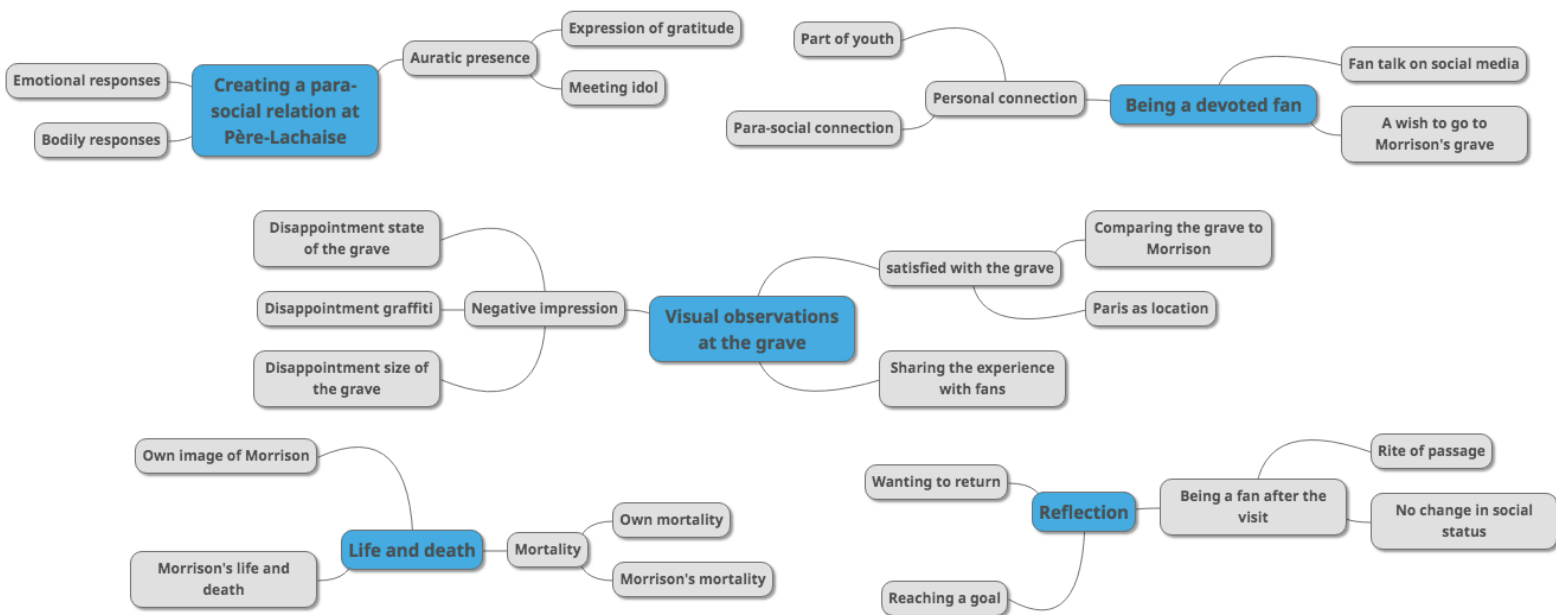 Emotional responses
Bodily responses
Creating a para-
social relation at
Père-Lachaise
Auratic presence
Expression of gratitude
Meeting idol
Part of youth
Para-social connection
Personal connection
Being a devoted fan
Fan talk on social media
A wish to go to
Morrison's grave
Disappointment state
of the grave
Disappointment graffiti
Disappointment size of
the grave
Negative impression
Visual observations
at the grave
satisfied with the grave
Comparing the grave to
Morrison
Paris as location
Sharing the experience
with fans
Own image of Morrison
Morrison's life and
death
Life and death
Mortality
Own mortality
Morrison's mortality
Wanting to return
Reaching a goal
Reflection
Being a fan after the
visit
Rite of passage
No change in social
status